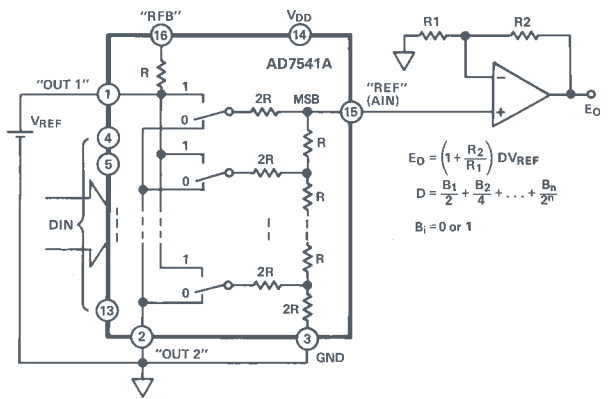 "RFB"
VDD
16
14
R1
R2
R
AD7541A
"OUT 1"
1
1
2R
MSB
"REF"
(AIN)
15
−
+
EO
0
VREF
4
5
R
1
0
2R
R
EO = (1 + R2/R1) DVREF
D = B1/2 + B2/4 + . . . + Bn/2ⁿ
Bi = 0 or 1
DIN
1
0
2R
R
2R
13
2
3
"OUT 2"
GND